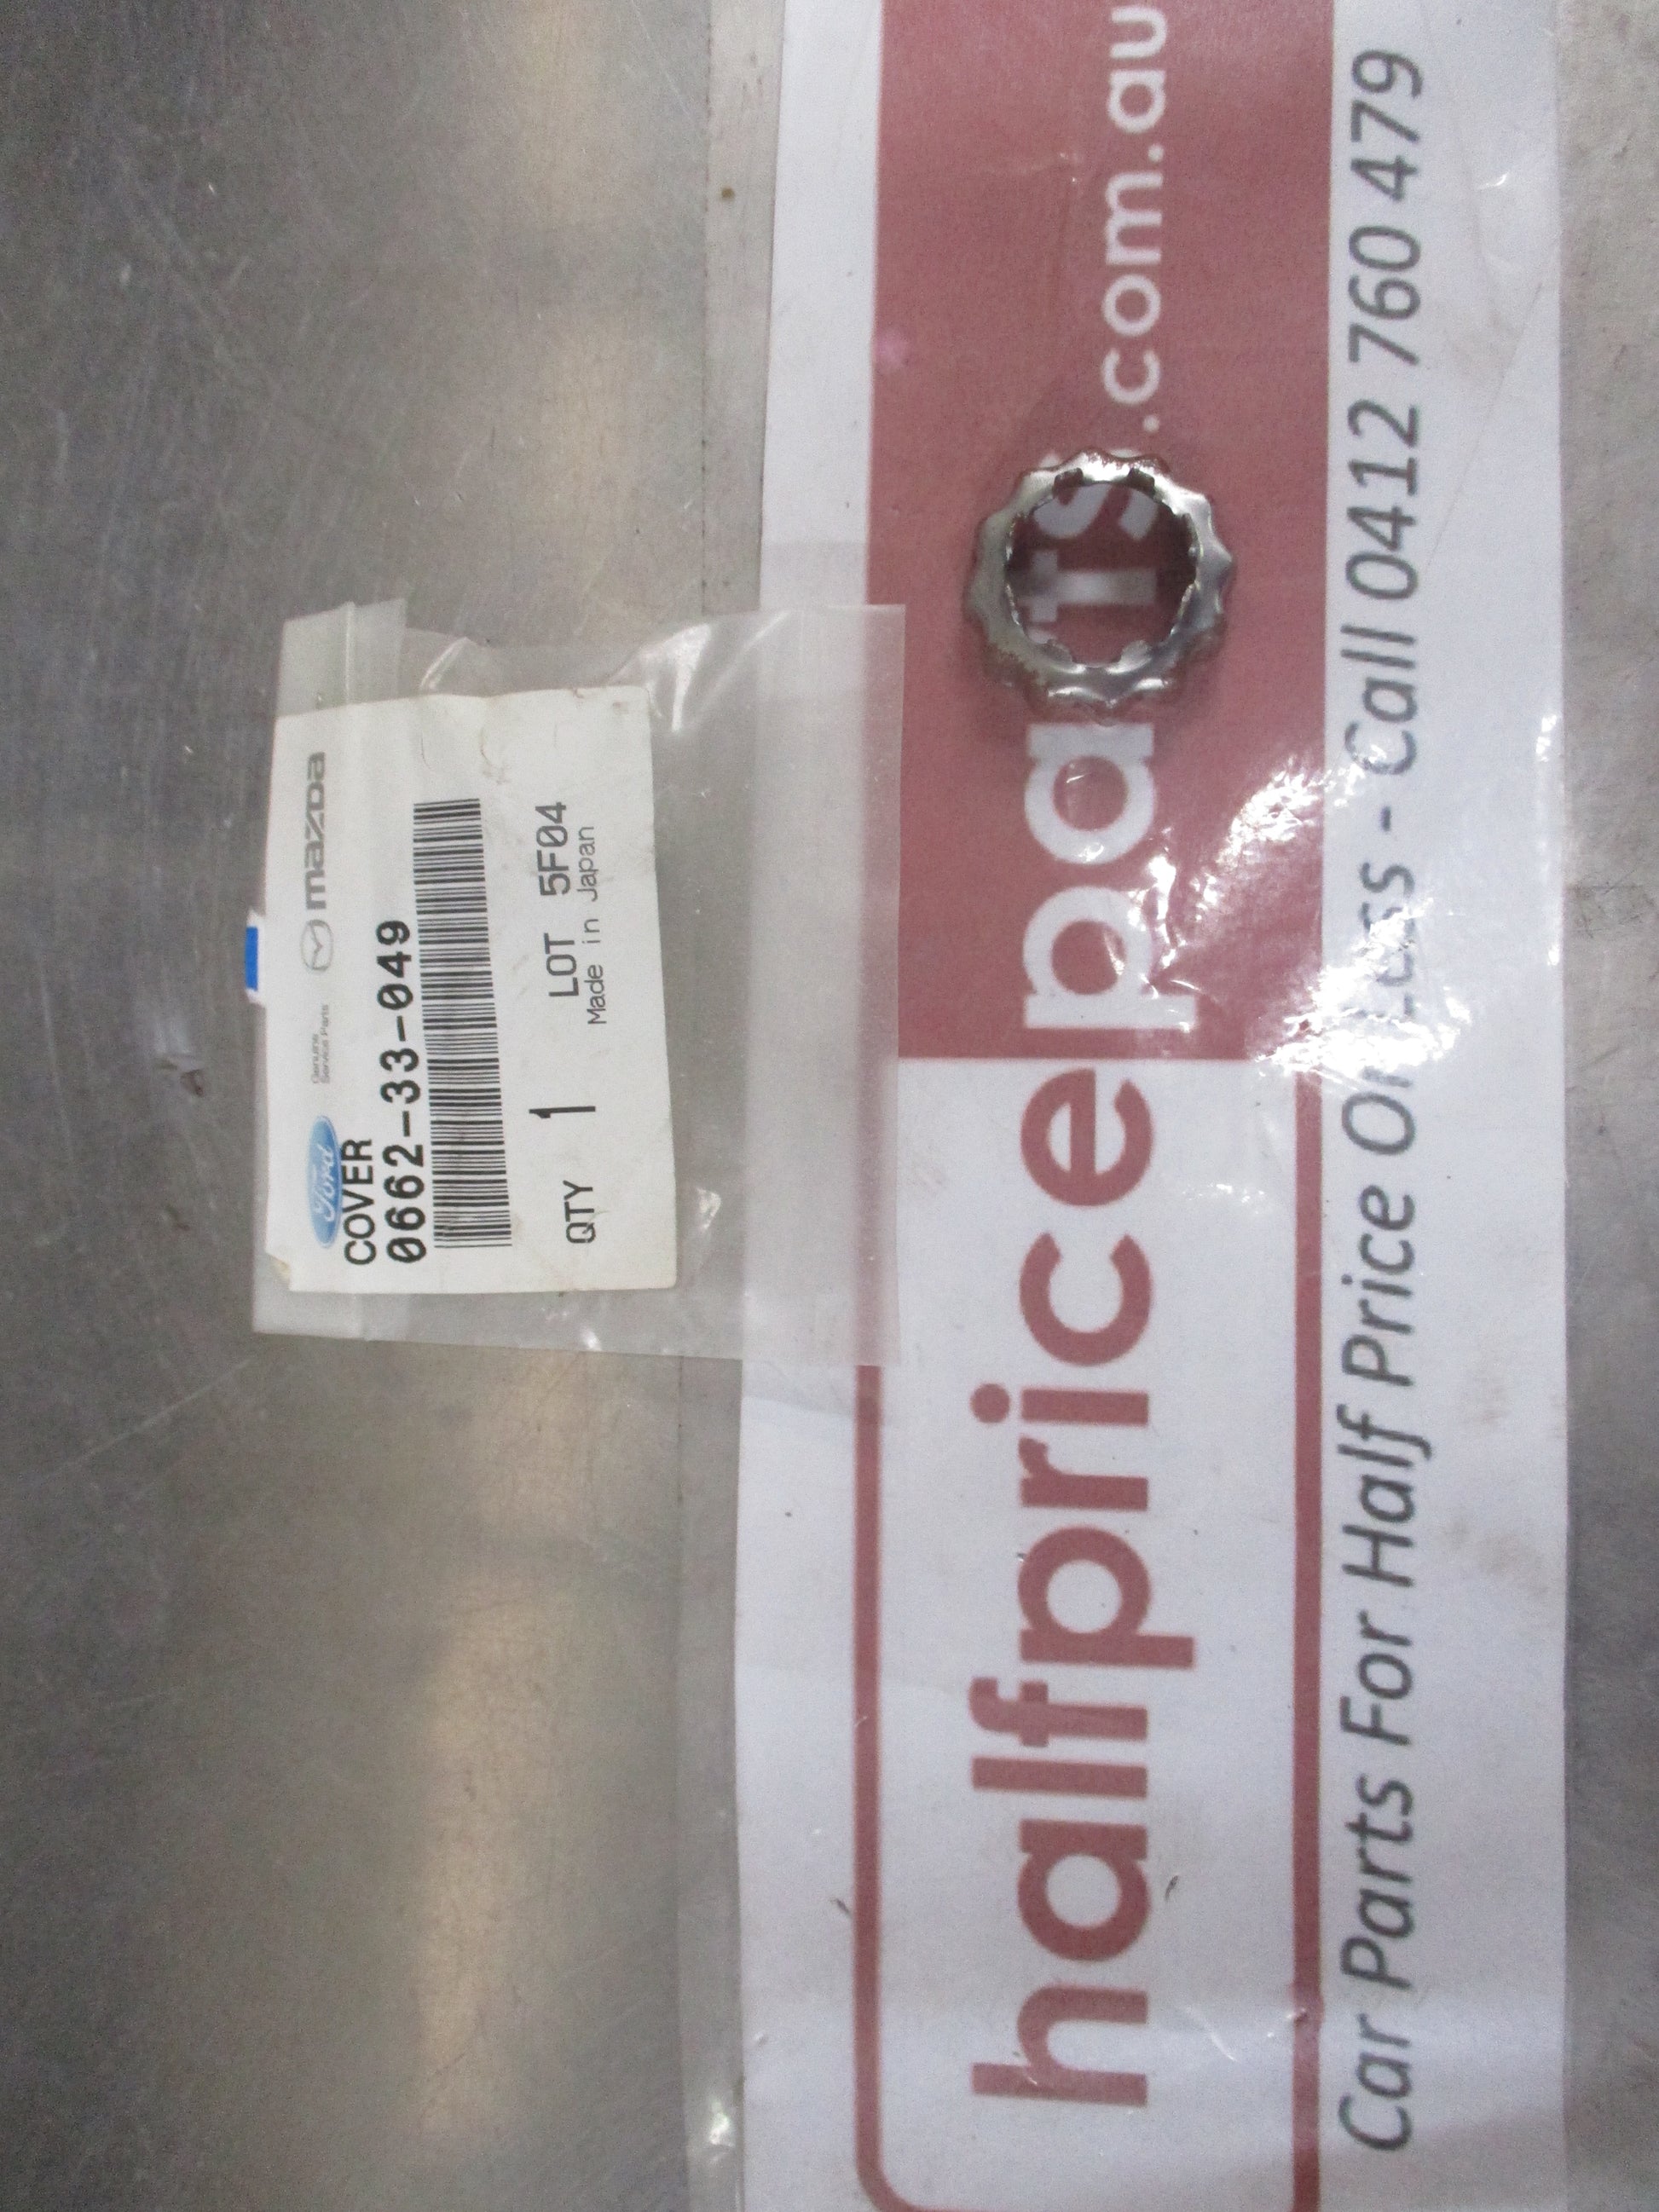 Ford
Genuine
Service Parts
mazda
COVER
0662-33-049
QTY 1 LOT 5F04
Made in Japan
halfpriceparts.com.au
Car Parts For Half Price Or Less - Call 0412 760 479